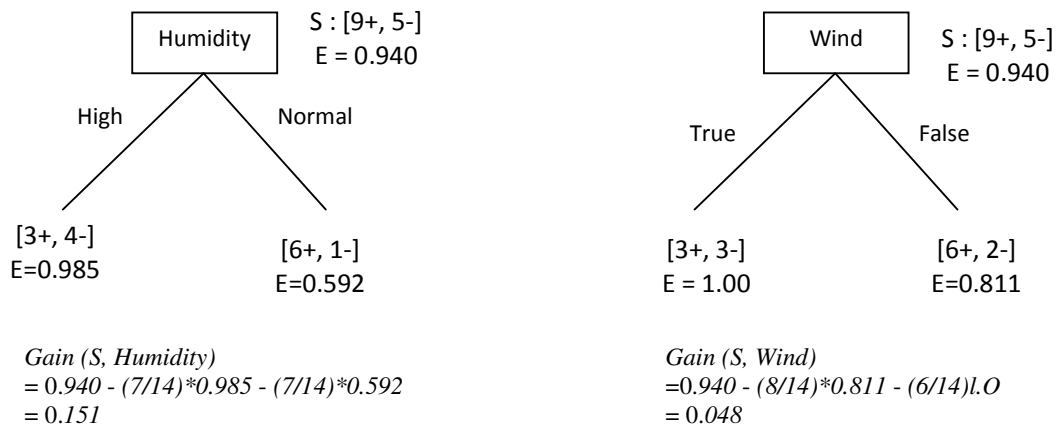 Humidity
S : [9+, 5-]
E = 0.940
High
Normal
[3+, 4-]
E=0.985
[6+, 1-]
E=0.592
Gain (S, Humidity)
= 0.940 - (7/14)*0.985 - (7/14)*0.592
= 0.151
Wind
S : [9+, 5-]
E = 0.940
True
False
[3+, 3-]
E = 1.00
[6+, 2-]
E=0.811
Gain (S, Wind)
=0.940 - (8/14)*0.811 - (6/14)l.O
= 0.048